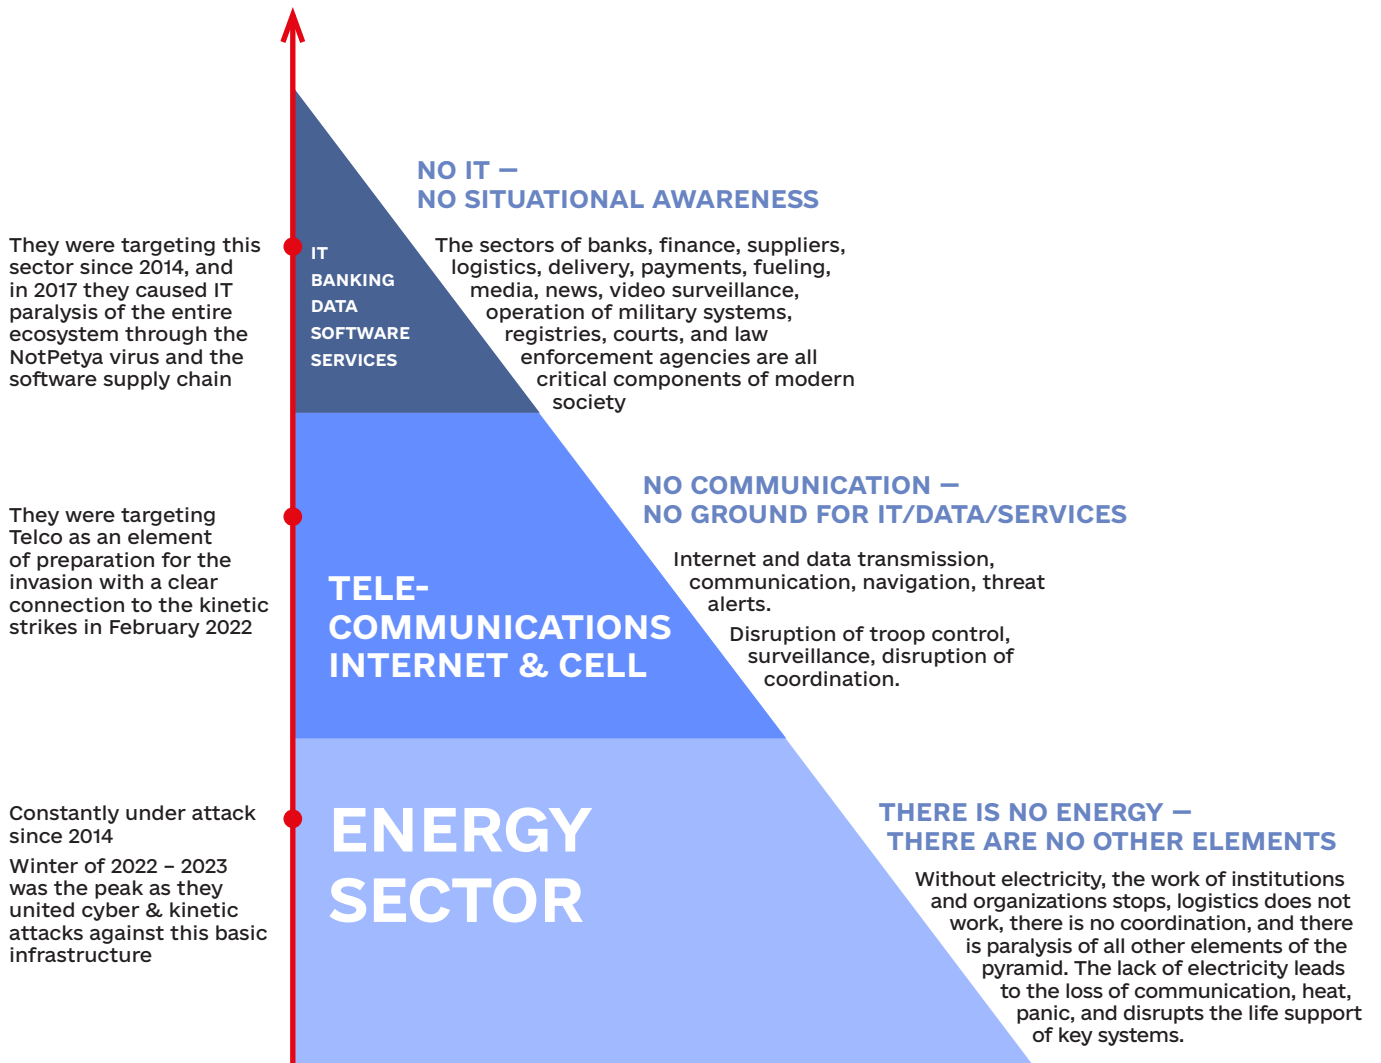 NO IT —
NO SITUATIONAL AWARENESS
They were targeting this
sector since 2014, and
in 2017 they caused IT
paralysis of the entire
ecosystem through the
NotPetya virus and the
software supply chain
IT
BANKING
DATA
SOFTWARE
SERVICES
The sectors of banks, finance, suppliers,
logistics, delivery, payments, fueling,
media, news, video surveillance,
operation of military systems,
registries, courts, and law
enforcement agencies are all
critical components of modern
society
NO COMMUNICATION —
NO GROUND FOR IT/DATA/SERVICES
They were targeting
Telco as an element
of preparation for the
invasion with a clear
connection to the kinetic
strikes in February 2022
TELE-
COMMUNICATIONS
INTERNET & CELL
Internet and data transmission,
communication, navigation, threat
alerts.
Disruption of troop control,
surveillance, disruption of
coordination.
Constantly under attack
since 2014
Winter of 2022 – 2023
was the peak as they
united cyber & kinetic
attacks against this basic
infrastructure
ENERGY
SECTOR
THERE IS NO ENERGY —
THERE ARE NO OTHER ELEMENTS
Without electricity, the work of institutions
and organizations stops, logistics does not
work, there is no coordination, and there
is paralysis of all other elements of the
pyramid. The lack of electricity leads
to the loss of communication, heat,
panic, and disrupts the life support
of key systems.